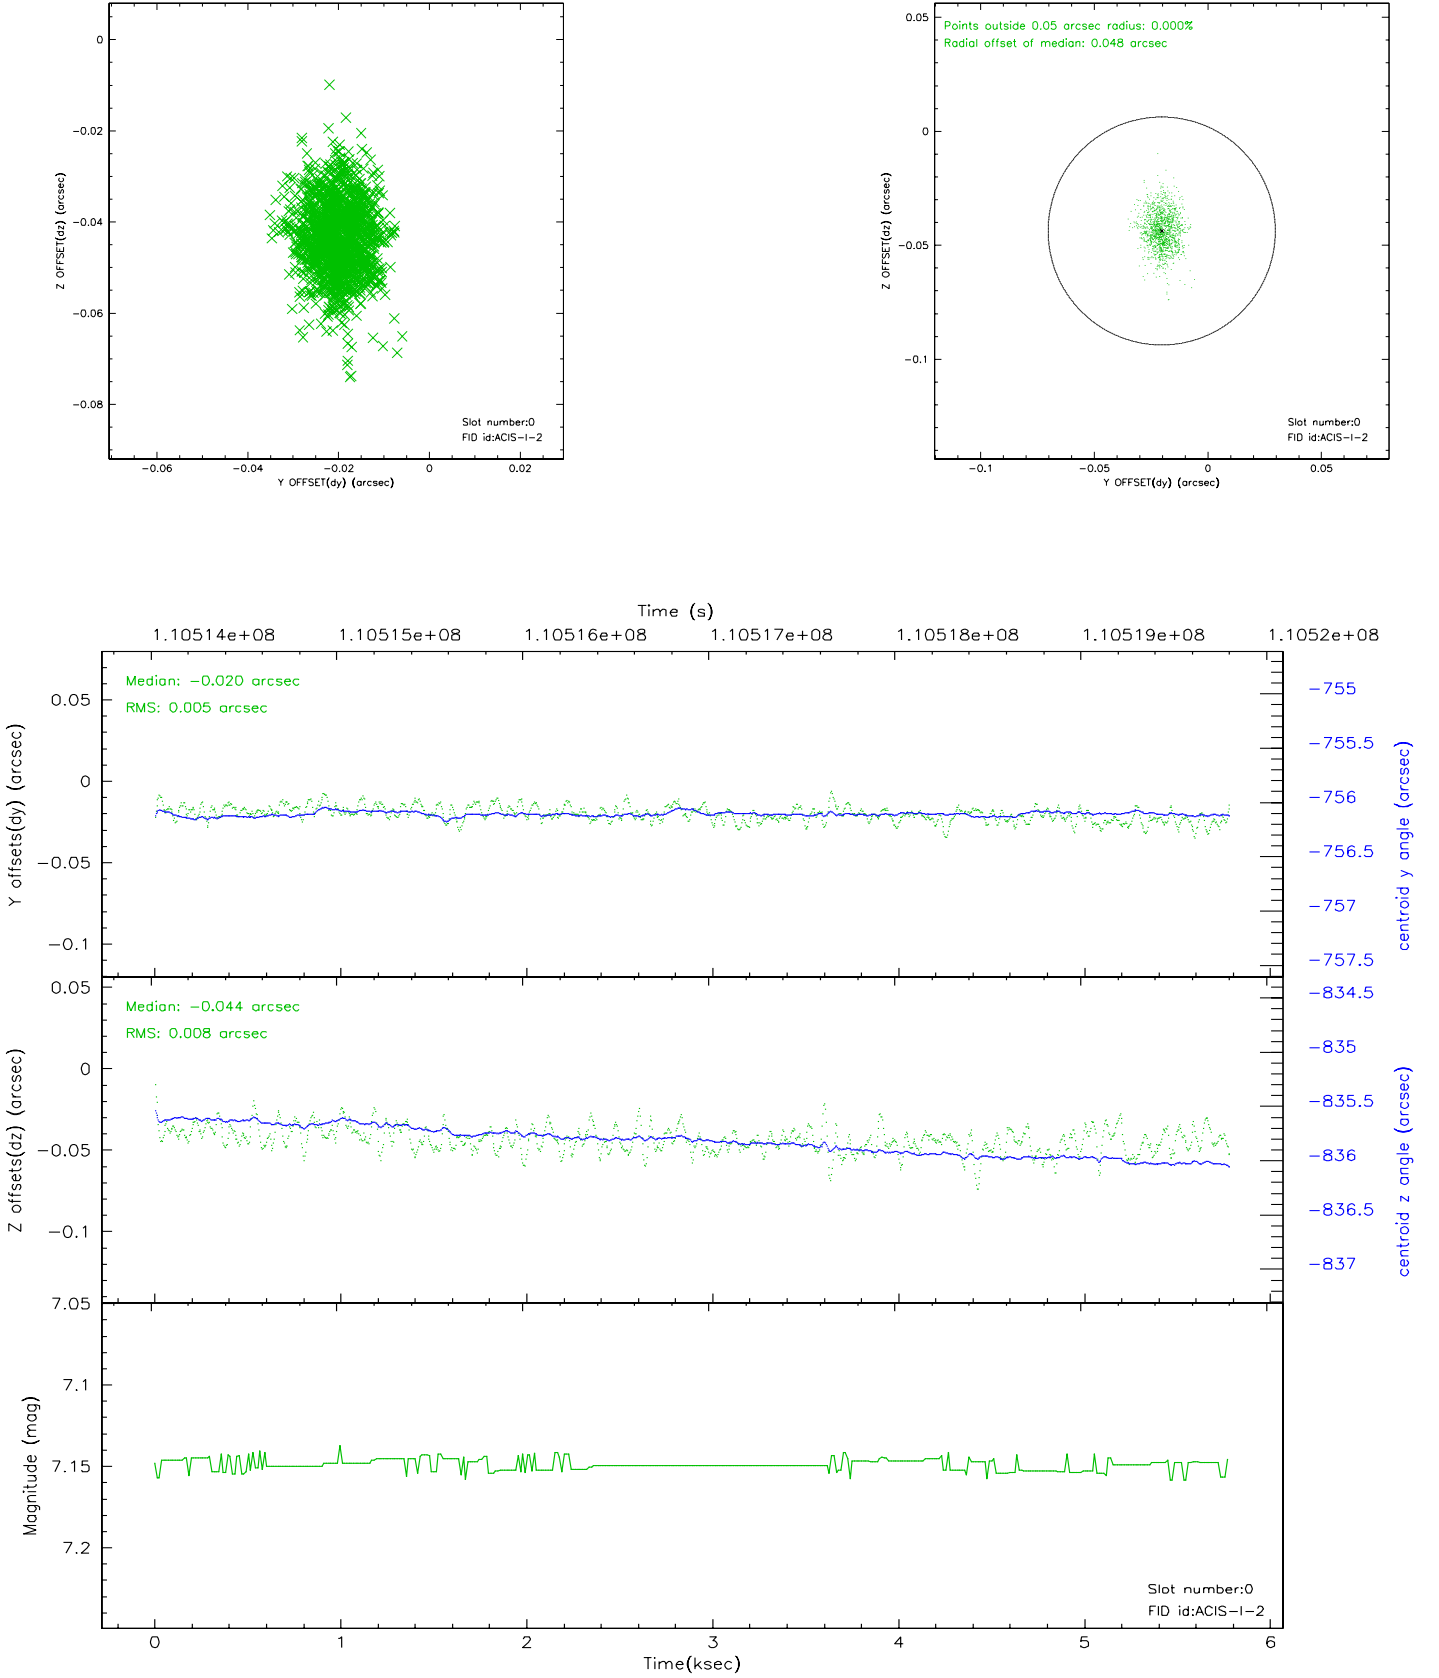 0
−0.02
−0.04
−0.06
−0.08
Z OFFSET(dz) (arcsec)
Slot number:0
FID id:ACIS−I−2
−0.06 −0.04 −0.02 0 0.02
Y OFFSET(dy) (arcsec)
0.05
0
−0.05
−0.1
Z OFFSET(dz) (arcsec)
Points outside 0.05 arcsec radius: 0.000%
Radial offset of median: 0.048 arcsec
Slot number:0
FID id:ACIS−I−2
−0.1 −0.05 0 0.05
Y OFFSET(dy) (arcsec)
Time (s)
1.10514e+08 1.10515e+08 1.10516e+08 1.10517e+08 1.10518e+08 1.10519e+08 1.1052e+08
Median: −0.020 arcsec
RMS: 0.005 arcsec
0.05
0
−0.05
−0.1
Y offsets(dy) (arcsec)
−755
−755.5
−756
−756.5
−757
−757.5
centroid y angle (arcsec)
Median: −0.044 arcsec
RMS: 0.008 arcsec
0.05
0
−0.05
−0.1
Z offsets(dz) (arcsec)
−834.5
−835
−835.5
−836
−836.5
−837
centroid z angle (arcsec)
7.05
7.1
7.15
7.2
Magnitude (mag)
Slot number:0
FID id:ACIS−I−2
0 1 2 3 4 5 6
Time(ksec)